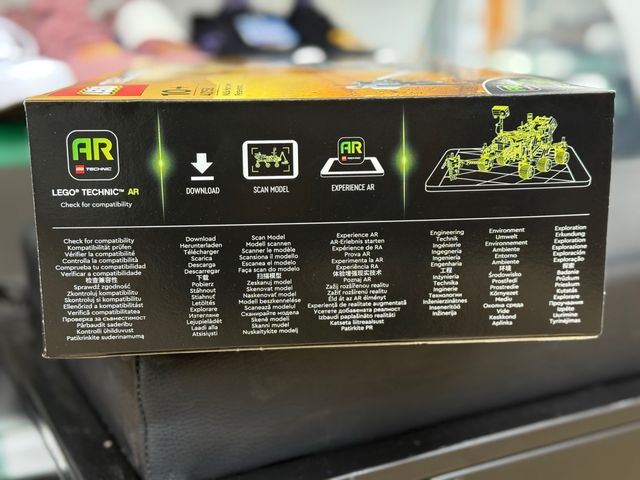 10+
AR
LEGO TECHNIC
LEGO® TECHNIC™ AR
Check for compatibility
DOWNLOAD
SCAN MODEL
AR
EXPERIENCE AR
Check for compatibility
Kompatibilität prüfen
Vérifier la compatibilité
Controlla la compatibilità
Comprueba tu compatibilidad
Verificar a compatibilidade
检查兼容性
Sprawdź zgodność
Zkontroluj kompatibilitu
Skontroluj si kompatibilitu
Ellenőrizd a kompatibilitást
Verifică compatibilitatea
Проверка за съвместимост
Pārbaudi saderību
Kontrolli ühilduvust
Patikrinkite suderinamumą
Download
Herunterladen
Télécharger
Scarica
Descarga
Descarregar
下载
Pobierz
Stáhnout
Stiahnuť
Letöltés
Explorare
Изтегляне
Lejupielādēt
Laadi alla
Atsisiųsti
Scan Model
Modell scannen
Scanner le modèle
Scansiona il modello
Escanea el modelo
Faça scan do modelo
扫描模型
Zeskanuj model
Skenovat model
Naskenovať model
Modell beszkennelése
Scanează modelul
Сканирайте модела
Skenē modeli
Skanni mudel
Nuskaitykite modelį
Experience AR
AR-Erlebnis starten
Expérience de RA
Prova AR
Experimenta la AR
Experiência RA
体验增强现实技术
Poznaj AR
Zažij rozšířenou realitu
Zaži rozšírenú realitu
Éld át az AR élményt
Experiență de realitate augmentată
Усетете добавената реалност
Izbaudi paplašināto realitāti
Katseta liitreaalsust
Patirkite PR
Engineering
Technik
Ingénierie
Ingegneria
Ingeniería
Engenharia
工程
Inżynieria
Technika
Inžinierstvo
Mérnöki
Inginerie
Технологии
Inženierzinātnes
Inseneeria
Inžinerija
Environment
Umwelt
Environnement
Ambiente
Entorno
Ambiente
环境
Środowisko
Prostředí
Prostredie
Környezet
Mediu
Околна среда
Vide
Keskkond
Aplinka
Exploration
Erkundung
Exploration
Esplorazione
Exploración
Exploração
探索
Badanie
Průzkum
Prieskum
Kutatás
Explorare
Проучване
Izpēte
Uurimine
Tyrinėjimas